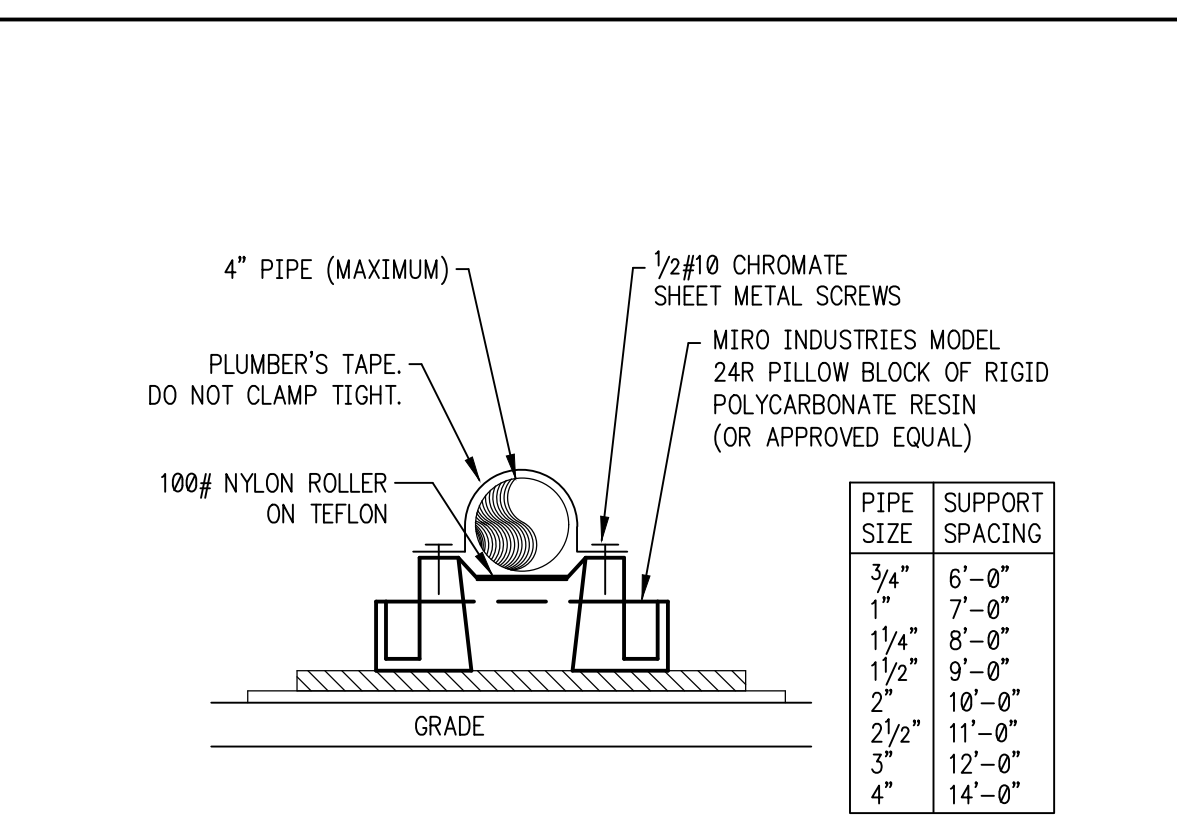 4" PIPE (MAXIMUM)
1/2#10 CHROMATE
SHEET METAL SCREWS
PLUMBER'S TAPE.
DO NOT CLAMP TIGHT.
MIRO INDUSTRIES MODEL
24R PILLOW BLOCK OF RIGID
POLYCARBONATE RESIN
(OR APPROVED EQUAL)
100# NYLON ROLLER
ON TEFLON
GRADE
PIPE SIZE SUPPORT SPACING
3/4" 6'-0"
1" 7'-0"
1 1/4" 8'-0"
1 1/2" 9'-0"
2" 10'-0"
2 1/2" 11'-0"
3" 12'-0"
4" 14'-0"